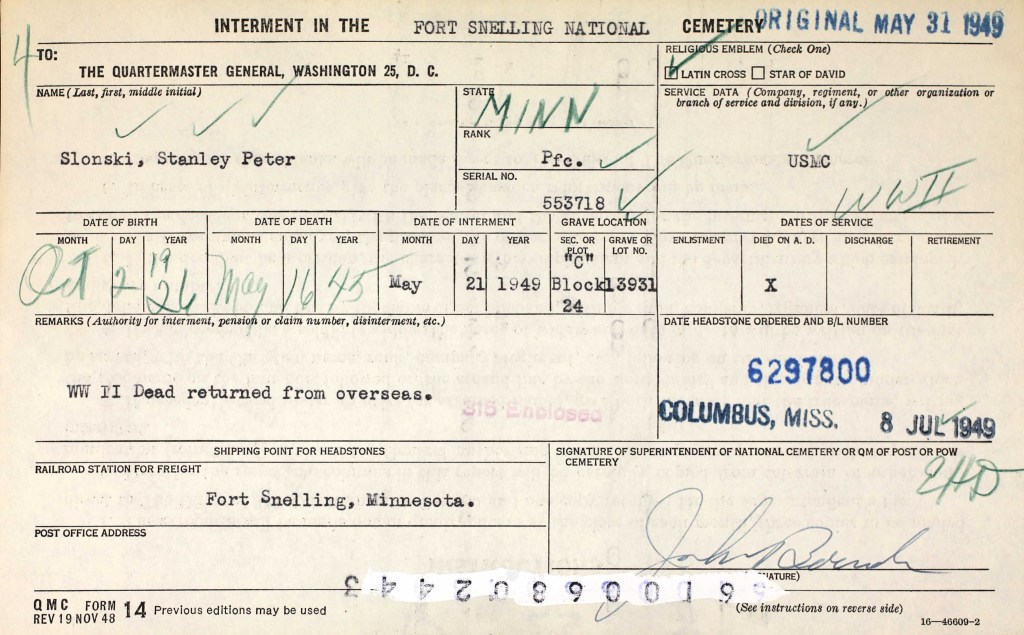 INTERMENT IN THE FORT SNELLING NATIONAL CEMETERY ORIGINAL MAY 31 1949
4
TO:
THE QUARTERMASTER GENERAL, WASHINGTON 25, D. C.
RELIGIOUS EMBLEM (Check One)
LATIN CROSS STAR OF DAVID
NAME (Last, first, middle initial)
Slonski, Stanley Peter
STATE
MINN
RANK
Pfc.
SERIAL NO.
553718
SERVICE DATA (Company, regiment, or other organization or
branch of service and division, if any.)
USMC
WWII
DATE OF BIRTH DATE OF DEATH DATE OF INTERMENT GRAVE LOCATION DATES OF SERVICE
MONTH DAY YEAR MONTH DAY YEAR MONTH DAY YEAR SEC. OR PLOT GRAVE OR LOT NO. ENLISTMENT DIED ON A. D. DISCHARGE RETIREMENT
Oct 2 1926 May 16 45 May 21 1949 "C" Block 24 13931 X
REMARKS (Authority for interment, pension or claim number, disinterment, etc.)
WW II Dead returned from overseas.
315 Enclosed
DATE HEADSTONE ORDERED AND B/L NUMBER
6297800
COLUMBUS, MISS. 8 JUL 1949
SHIPPING POINT FOR HEADSTONES
RAILROAD STATION FOR FREIGHT
Fort Snelling, Minnesota.
POST OFFICE ADDRESS
SIGNATURE OF SUPERINTENDENT OF NATIONAL CEMETERY OR QM OF POST OR POW
CEMETERY
EHD
NATURE)
QMC FORM 14 Previous editions may be used
REV 19 NOV 48
(See instructions on reverse side)
16—46609-2